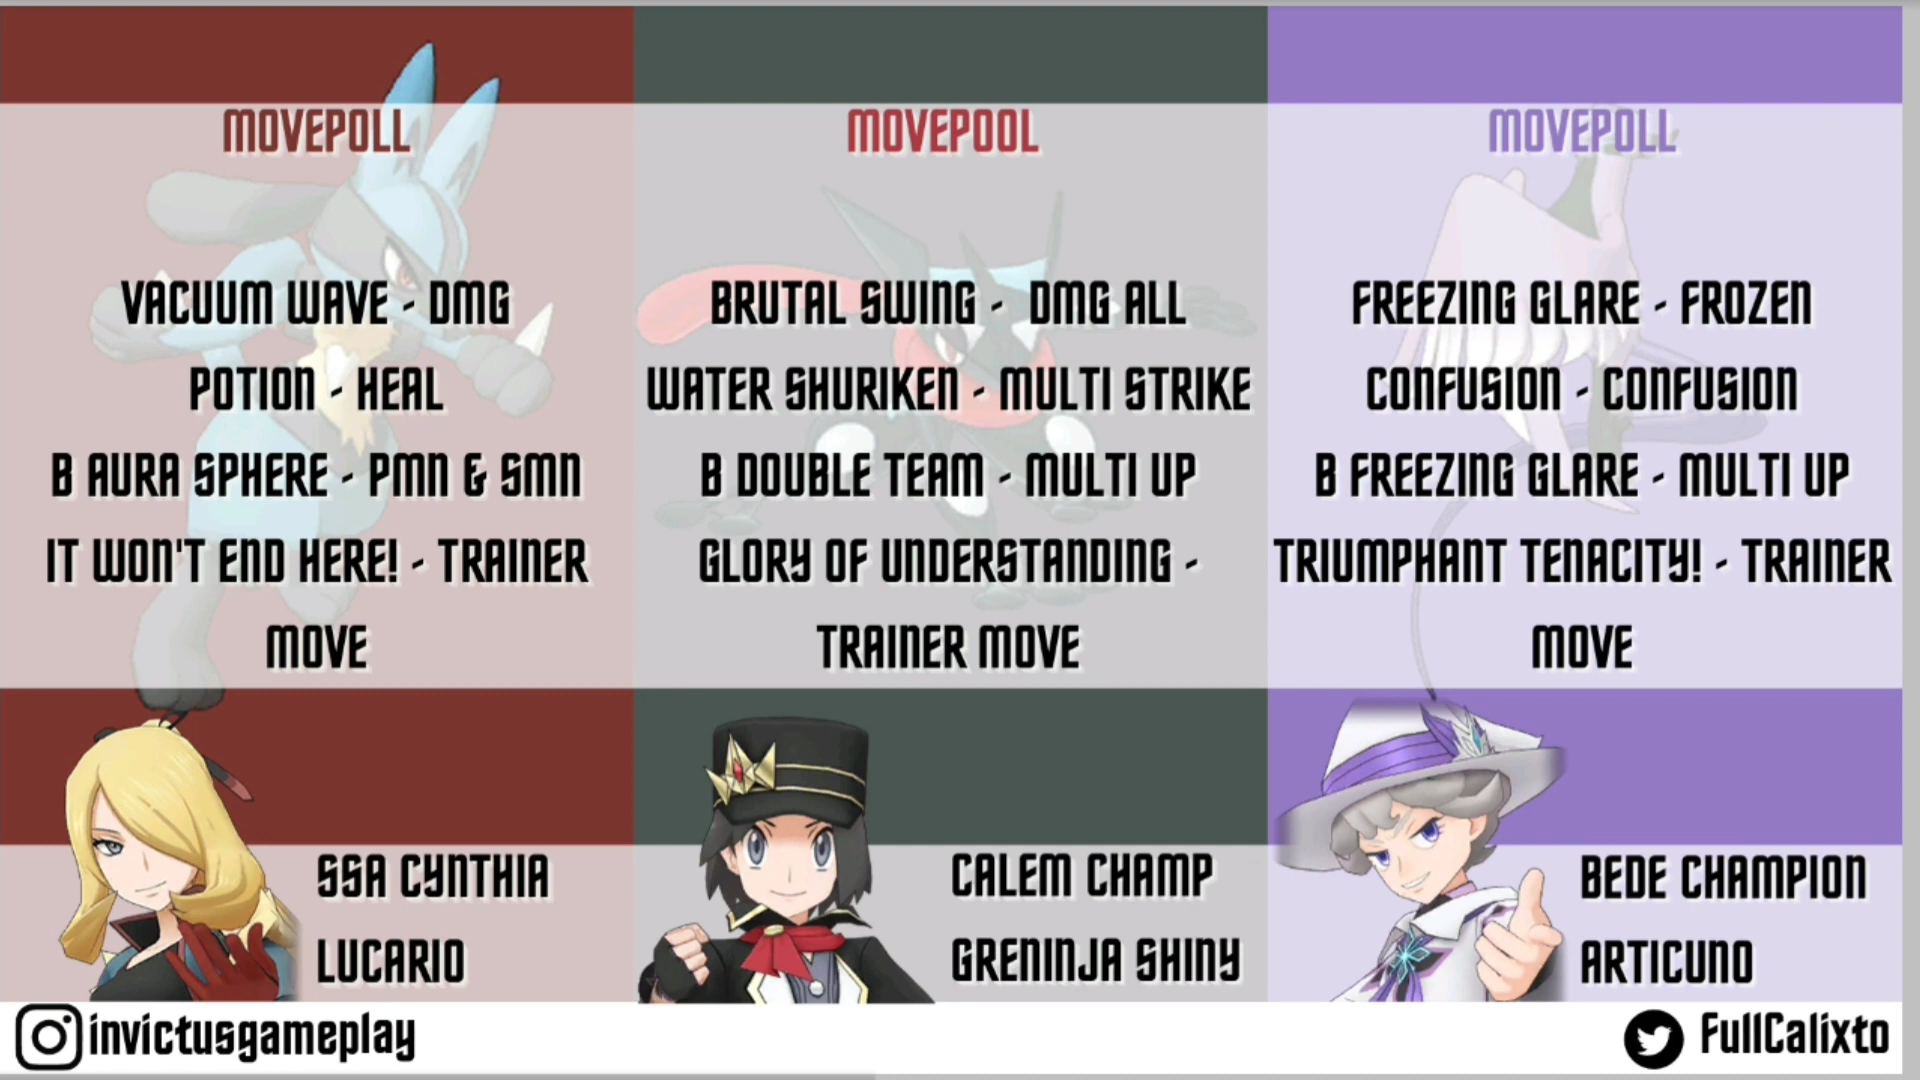 MOVEPOLL
VACUUM WAVE - DMG
POTION - HEAL
B AURA SPHERE - PMN & SMN
IT WON'T END HERE! - TRAINER
MOVE
SSA CYNTHIA
LUCARIO
MOVEPOOL
BRUTAL SWING - DMG ALL
WATER SHURIKEN - MULTI STRIKE
B DOUBLE TEAM - MULTI UP
GLORY OF UNDERSTANDING -
TRAINER MOVE
CALEM CHAMP
GRENINJA SHINY
MOVEPOLL
FREEZING GLARE - FROZEN
CONFUSION - CONFUSION
B FREEZING GLARE - MULTI UP
TRIUMPHANT TENACITY! - TRAINER
MOVE
BEDE CHAMPION
ARTICUNO
invictusgameplay
FullCalixto